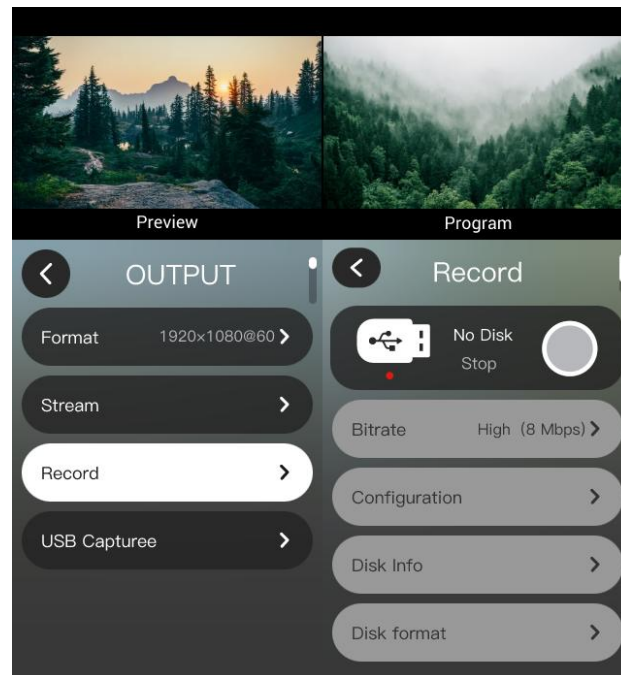 Preview
Program
OUTPUT
Format 1920×1080@60
Stream
Record
USB Capturee
Record
No Disk
Stop
Bitrate High (8 Mbps)
Configuration
Disk Info
Disk format